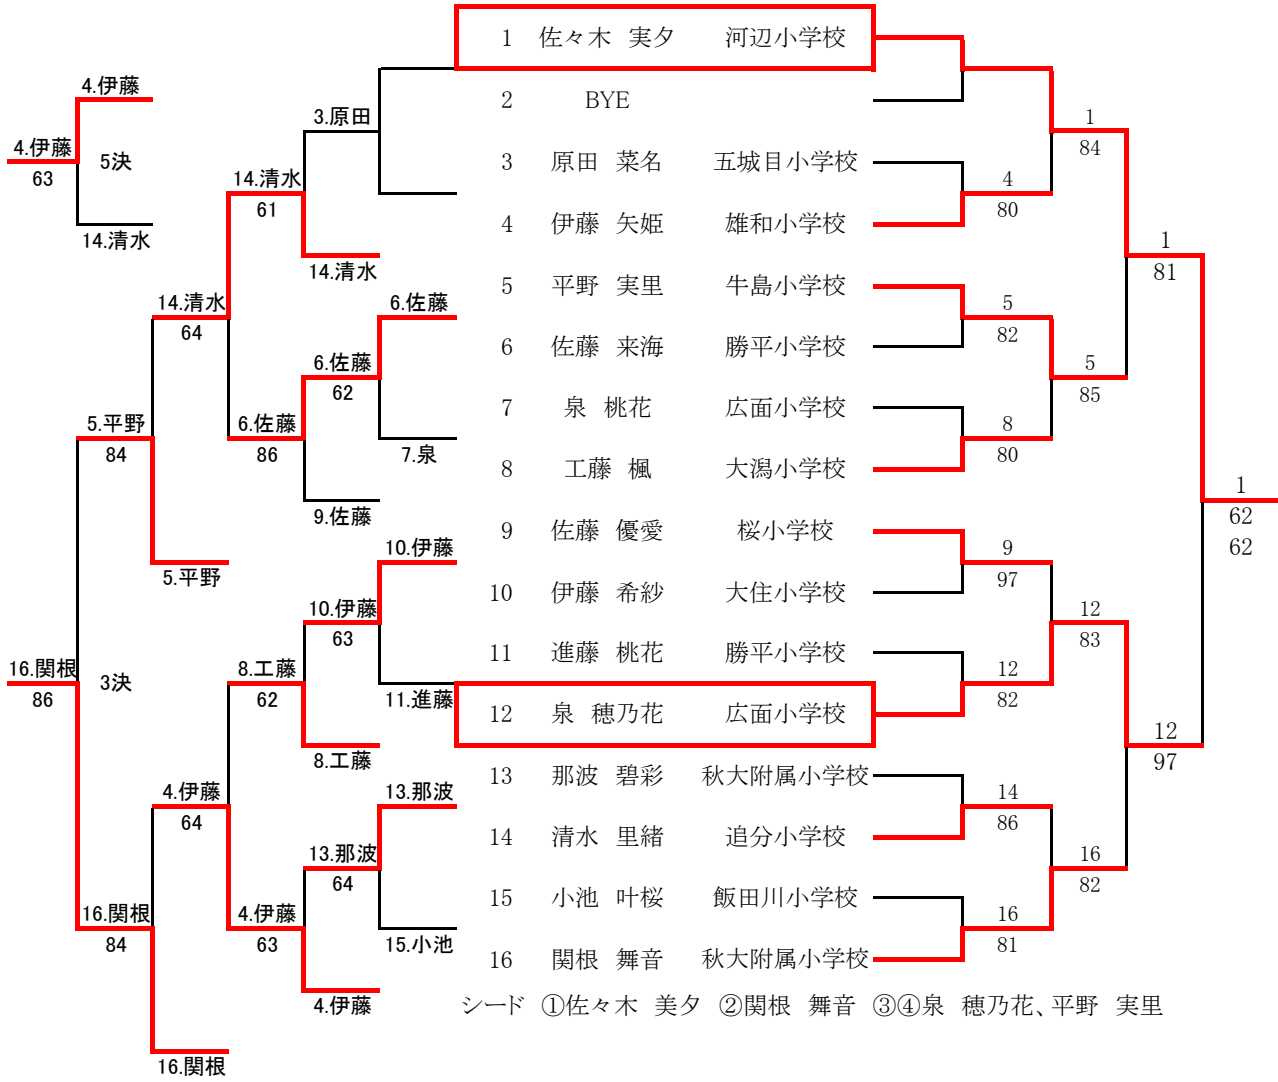 1 佐々木 実夕 河辺小学校
2 BYE
3 原田 菜名 五城目小学校
4 伊藤 矢姫 雄和小学校
5 平野 実里 牛島小学校
6 佐藤 来海 勝平小学校
7 泉 桃花 広面小学校
8 工藤 楓 大潟小学校
9 佐藤 優愛 桜小学校
10 伊藤 希紗 大住小学校
11 進藤 桃花 勝平小学校
12 泉 穂乃花 広面小学校
13 那波 碧彩 秋大附属小学校
14 清水 里緒 追分小学校
15 小池 叶桜 飯田川小学校
16 関根 舞音 秋大附属小学校
シード ①佐々木 美夕 ②関根 舞音 ③④泉 穂乃花、平野 実里
4
80
5
82
8
80
9
97
12
82
14
86
16
81
1
84
5
85
12
83
16
82
1
81
12
97
1
62
62
3.原田
6.佐藤
7.泉
6.佐藤
62
10.伊藤
11.進藤
10.伊藤
63
13.那波
15.小池
13.那波
64
14.清水
14.清水
61
9.佐藤
6.佐藤
86
8.工藤
8.工藤
62
4.伊藤
4.伊藤
63
14.清水
64
4.伊藤
64
5.平野
5.平野
84
16.関根
16.関根
84
16.関根
86
3決
4.伊藤
14.清水
4.伊藤
63
5決